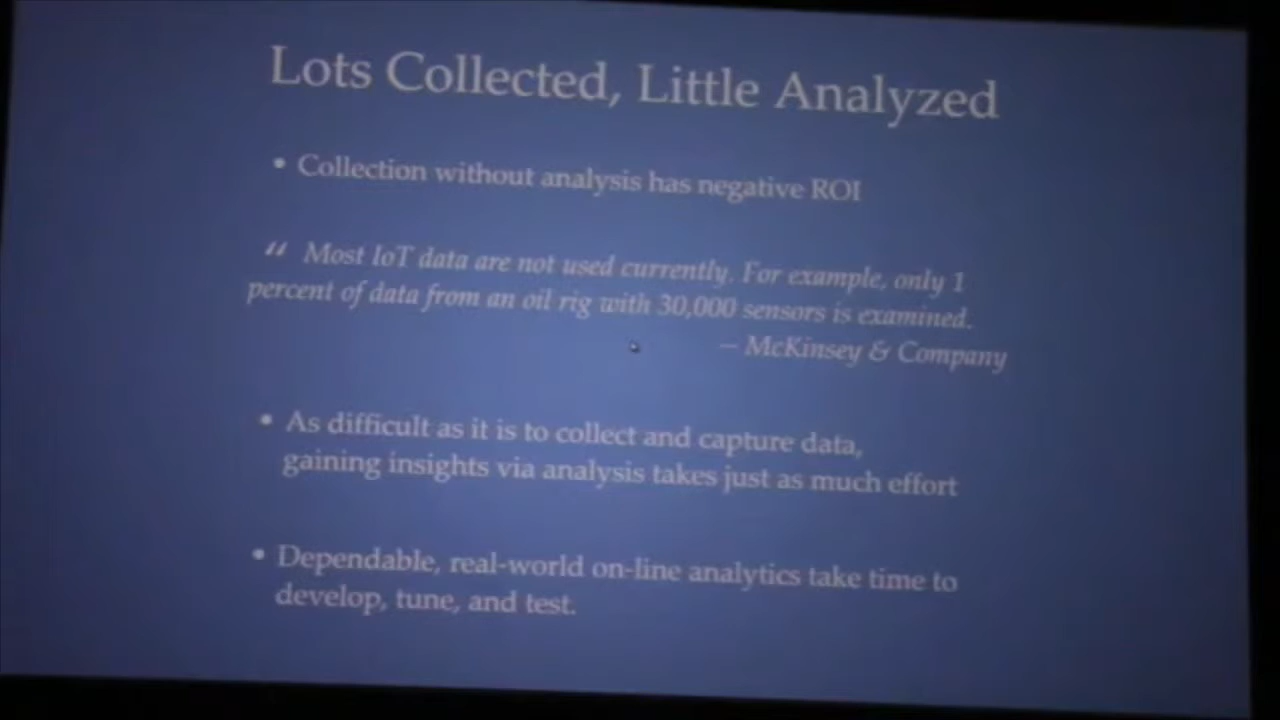 Lots Collected, Little Analyzed
• Collection without analysis has negative ROI
“ Most IoT data are not used currently. For example, only 1
percent of data from an oil rig with 30,000 sensors is examined.
– McKinsey & Company
• As difficult as it is to collect and capture data,
gaining insights via analysis takes just as much effort
• Dependable, real-world on-line analytics take time to
develop, tune, and test.